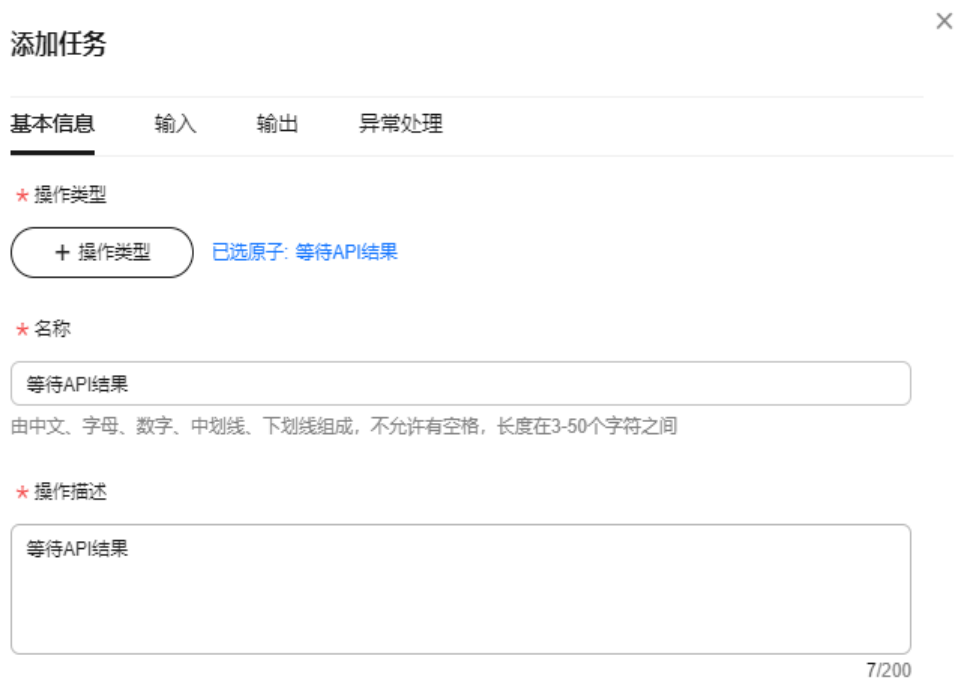 添加任务
基本信息 输入 输出 异常处理
* 操作类型
+ 操作类型 已选原子: 等待API结果
* 名称
等待API结果
由中文、字母、数字、中划线、下划线组成，不允许有空格，长度在3-50个字符之间
* 操作描述
等待API结果
7/200